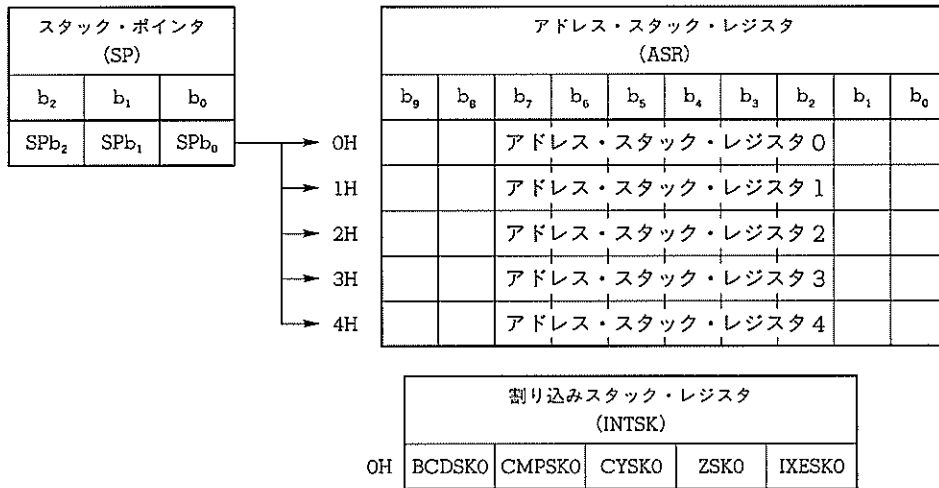 スタック・ポインタ
(SP)
b₂ b₁ b₀
SPb₂ SPb₁ SPb₀
アドレス・スタック・レジスタ
(ASR)
b₉ b₈ b₇ b₆ b₅ b₄ b₃ b₂ b₁ b₀
0H アドレス・スタック・レジスタ0
1H アドレス・スタック・レジスタ1
2H アドレス・スタック・レジスタ2
3H アドレス・スタック・レジスタ3
4H アドレス・スタック・レジスタ4
割り込みスタック・レジスタ
(INTSK)
0H BCDSK0 CMPSK0 CYSK0 ZSK0 IXESK0